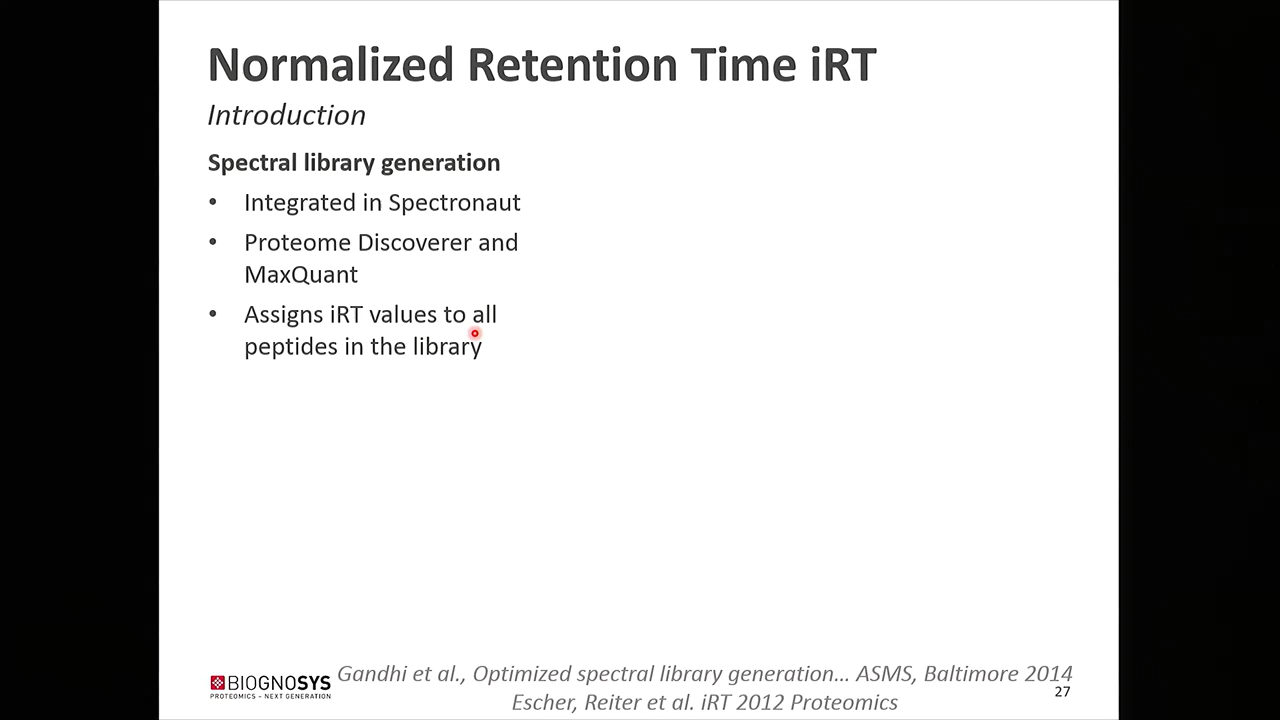 Normalized Retention Time iRT
Introduction
Spectral library generation
• Integrated in Spectronaut
• Proteome Discoverer and
MaxQuant
• Assigns iRT values to all
peptides in the library
BIOGNOSYS
PROTEOMICS – NEXT GENERATION
Gandhi et al., Optimized spectral library generation… ASMS, Baltimore 2014
Escher, Reiter et al. iRT 2012 Proteomics
27